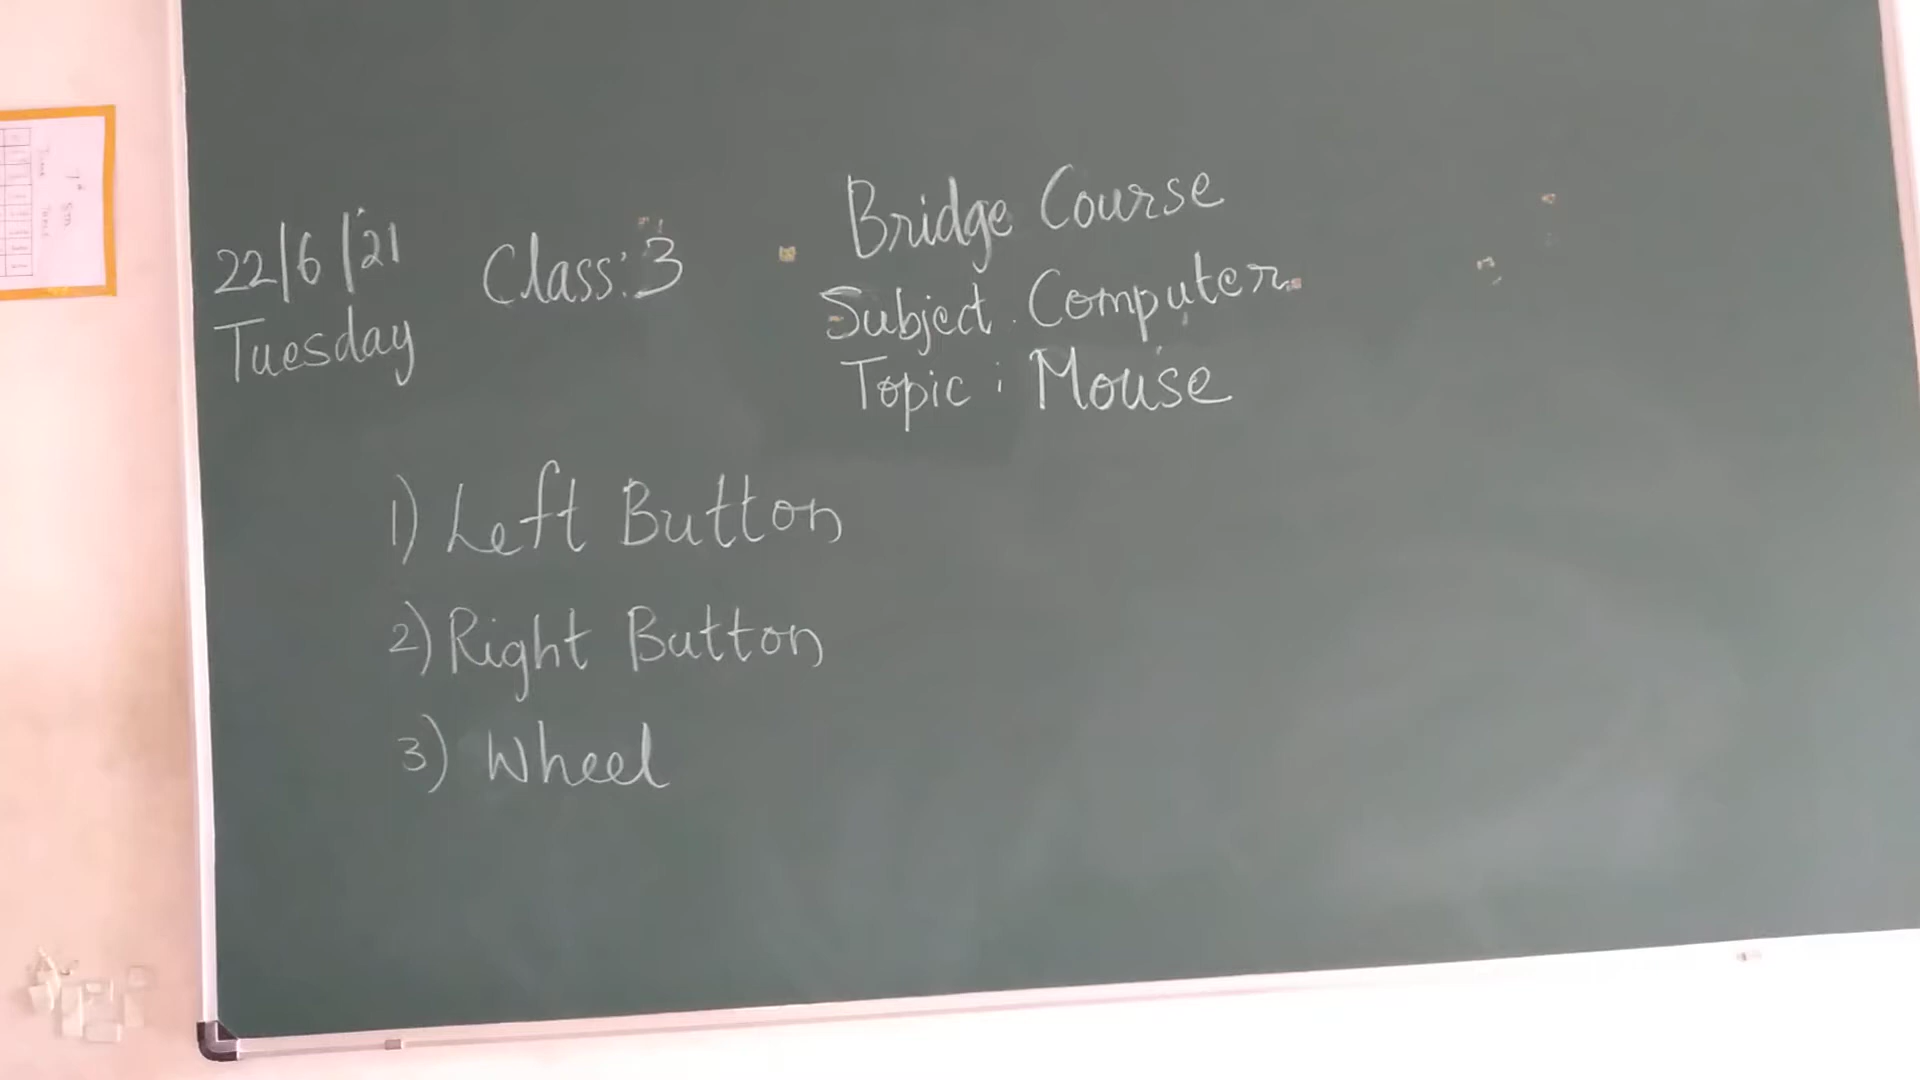 Bridge Course
22/6/21 Class: 3
Subject. Computer
Tuesday
Topic : Mouse
1) Left Button
2) Right Button
3) Wheel